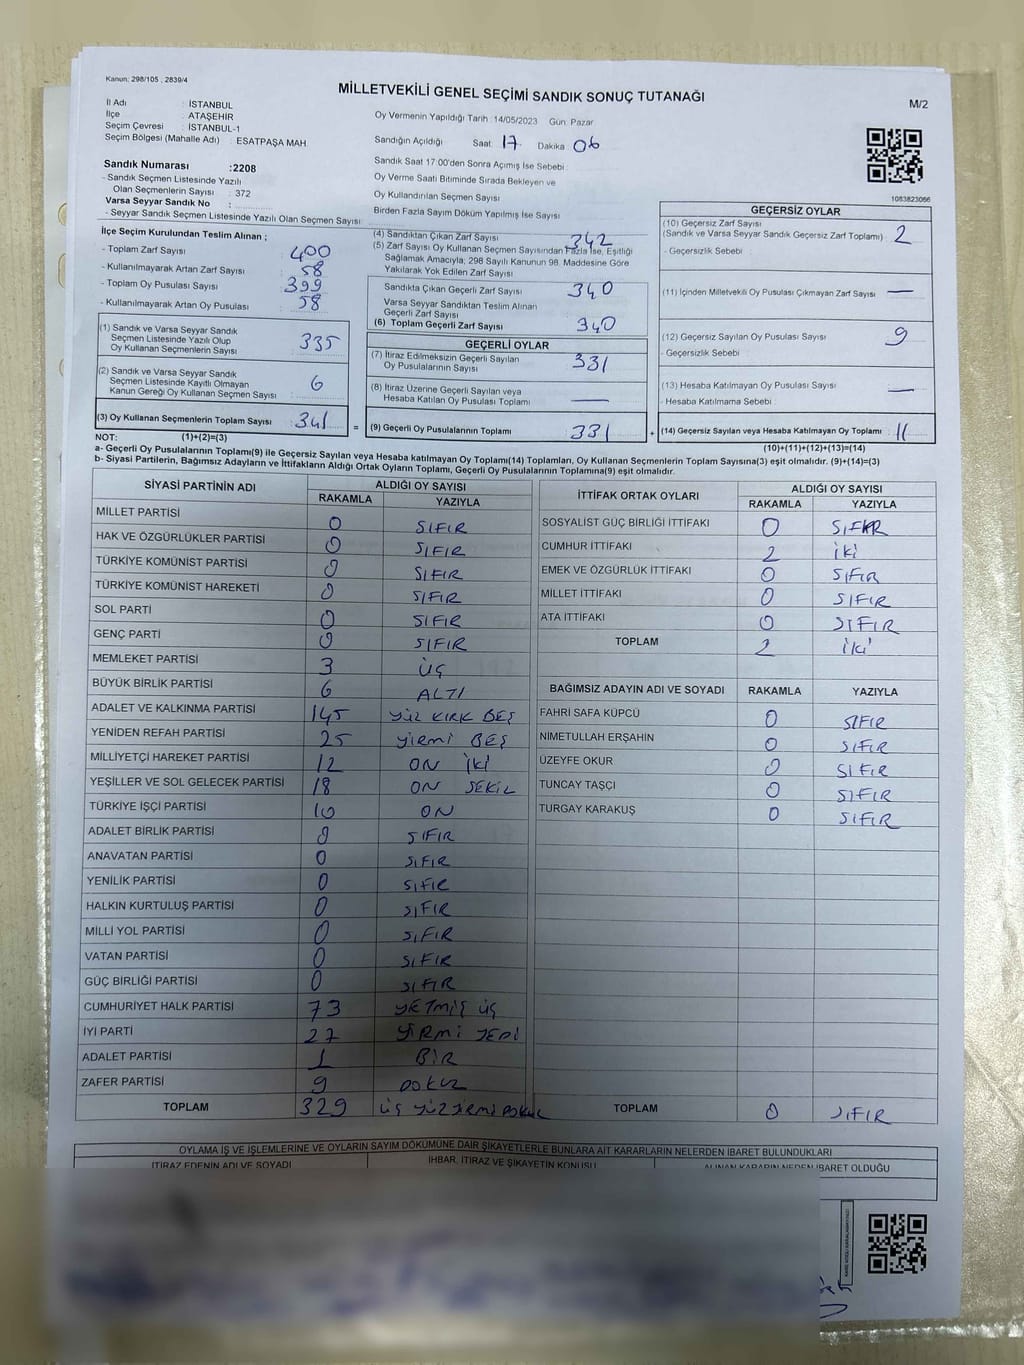 Kanun: 298/105 , 2839/4
MİLLETVEKİLİ GENEL SEÇİMİ SANDIK SONUÇ TUTANAĞI
M/2
İl Adı : İSTANBUL
İlçe : ATAŞEHİR
Seçim Çevresi : İSTANBUL-1
Seçim Bölgesi (Mahalle Adı) : ESATPAŞA MAH.
Oy Vermenin Yapıldığı Tarih :14/05/2023 Gün: Pazar
Sandığın Açıldığı Saat: 17 Dakika 06
Sandık Saat 17:00'den Sonra Açımış İse Sebebi :
Oy Verme Saati Bitiminde Sırada Bekleyen ve
Oy Kullandırılan Seçmen Sayısı
Birden Fazla Sayım Döküm Yapılmış İse Sayısı
1083823066
Sandık Numarası :2208
- Sandık Seçmen Listesinde Yazılı
Olan Seçmenlerin Sayısı : 372
Varsa Seyyar Sandık No :
- Seyyar Sandık Seçmen Listesinde Yazılı Olan Seçmen Sayısı:
İlçe Seçim Kurulundan Teslim Alınan ;
- Toplam Zarf Sayısı : 400
- Kullanılmayarak Artan Zarf Sayısı : 58
- Toplam Oy Pusulası Sayısı : 399
- Kullanılmayarak Artan Oy Pusulası : 58
(1) Sandık ve Varsa Seyyar Sandık
Seçmen Listesinde Yazılı Olup
Oy Kullanan Seçmenlerin Sayısı : 335
(2) Sandık ve Varsa Seyyar Sandık
Seçmen Listesinde Kayıtlı Olmayan
Kanun Gereği Oy Kullanan Seçmen Sayısı : 6
(3) Oy Kullanan Seçmenlerin Toplam Sayısı : 341
(4) Sandıktan Çıkan Zarf Sayısı : 342
(5) Zarf Sayısı Oy Kullanan Seçmen Sayısından Fazla İse, Eşitliği
Sağlamak Amacıyla; 298 Sayılı Kanunun 98. Maddesine Göre
Yakılarak Yok Edilen Zarf Sayısı
Sandıkta Çıkan Geçerli Zarf Sayısı : 340
Varsa Seyyar Sandıktan Teslim Alınan
Geçerli Zarf Sayısı :
(6) Toplam Geçerli Zarf Sayısı : 340
GEÇERLİ OYLAR
(7) İtiraz Edilmeksizin Geçerli Sayılan
Oy Pusulalarının Sayısı : 331
(8) İtiraz Üzerine Geçerli Sayılan veya
Hesaba Katılan Oy Pusulası Toplamı : —
= (9) Geçerli Oy Pusulalarının Toplamı : 331
GEÇERSİZ OYLAR
(10) Geçersiz Zarf Sayısı
(Sandık ve Varsa Seyyar Sandık Geçersiz Zarf Toplamı) : 2
- Geçersizlik Sebebi :
(11) İçinden Milletvekili Oy Pusulası Çıkmayan Zarf Sayısı : —
(12) Geçersiz Sayılan Oy Pusulası Sayısı : 9
- Geçersizlik Sebebi :
(13) Hesaba Katılmayan Oy Pusulası Sayısı : —
- Hesaba Katılmama Sebebi :
+ (14) Geçersiz Sayılan veya Hesaba Katılmayan Oy Toplamı : 11
NOT: (1)+(2)=(3)
(10)+(11)+(12)+(13)=(14)
a- Geçerli Oy Pusulasının Toplamı(9) ile Geçersiz Sayılan veya Hesaba katılmayan Oy Toplamı(14) Toplamları, Oy Kullanan Seçmenlerin Toplam Sayısına(3) eşit olmalıdır. (9)+(14)=(3)
b- Siyasi Partilerin, Bağımsız Adayların ve İttifakların Aldığı Ortak Oyların Toplamı, Geçerli Oy Pusulalarının Toplamına(9) eşit olmalıdır.
SİYASİ PARTİNİN ADI ALDIĞI OY SAYISI
RAKAMLA YAZIYLA
MİLLET PARTİSİ 0 SIFIR
HAK VE ÖZGÜRLÜKLER PARTİSİ 0 SIFIR
TÜRKİYE KOMÜNİST PARTİSİ 0 SIFIR
TÜRKİYE KOMÜNİST HAREKETİ 0 SIFIR
SOL PARTİ 0 SIFIR
GENÇ PARTİ 0 SIFIR
MEMLEKET PARTİSİ 3 ÜÇ
BÜYÜK BİRLİK PARTİSİ 6 ALTI
ADALET VE KALKINMA PARTİSİ 145 YÜZ KIRK BEŞ
YENİDEN REFAH PARTİSİ 25 YİRMİ BEŞ
MİLLİYETÇİ HAREKET PARTİSİ 12 ON İKİ
YEŞİLLER VE SOL GELECEK PARTİSİ 18 ON SEKİZ
TÜRKİYE İŞÇİ PARTİSİ 10 ON
ADALET BİRLİK PARTİSİ 0 SIFIR
ANAVATAN PARTİSİ 0 SIFIR
YENİLİK PARTİSİ 0 SIFIR
HALKIN KURTULUŞ PARTİSİ 0 SIFIR
MİLLİ YOL PARTİSİ 0 SIFIR
VATAN PARTİSİ 0 SIFIR
GÜÇ BİRLİĞİ PARTİSİ 0 SIFIR
CUMHURİYET HALK PARTİSİ 73 YETMİŞ ÜÇ
İYİ PARTİ 27 YİRMİ YEDİ
ADALET PARTİSİ 1 BİR
ZAFER PARTİSİ 9 DOKUZ
TOPLAM 329 ÜÇ YÜZ YİRMİ DOKUZ
İTTİFAK ORTAK OYLARI ALDIĞI OY SAYISI
RAKAMLA YAZIYLA
SOSYALİST GÜÇ BİRLİĞİ İTTİFAKI 0 SIFIR
CUMHUR İTTİFAKI 2 İKİ
EMEK VE ÖZGÜRLÜK İTTİFAKI 0 SIFIR
MİLLET İTTİFAKI 0 SIFIR
ATA İTTİFAKI 0 SIFIR
TOPLAM 2 İKİ
BAĞIMSIZ ADAYIN ADI VE SOYADI RAKAMLA YAZIYLA
FAHRİ SAFA KÜPCÜ 0 SIFIR
NİMETULLAH ERŞAHİN 0 SIFIR
ÜZEYFE OKUR 0 SIFIR
TUNCAY TAŞÇI 0 SIFIR
TURGAY KARAKUŞ 0 SIFIR
TOPLAM 0 SIFIR
OYLAMA İŞ VE İŞLEMLERİNE VE OYLARIN SAYIM DÖKÜMÜNE DAİR ŞİKAYETLERLE BUNLARA AİT KARARLARIN NELERDEN İBARET BULUNDUKLARI
İTİRAZ EDENİN ADI VE SOYADI İHBAR, İTİRAZ VE ŞİKAYETİN KONUSU ALINAN KARARIN NEDEN İBARET OLDUĞU